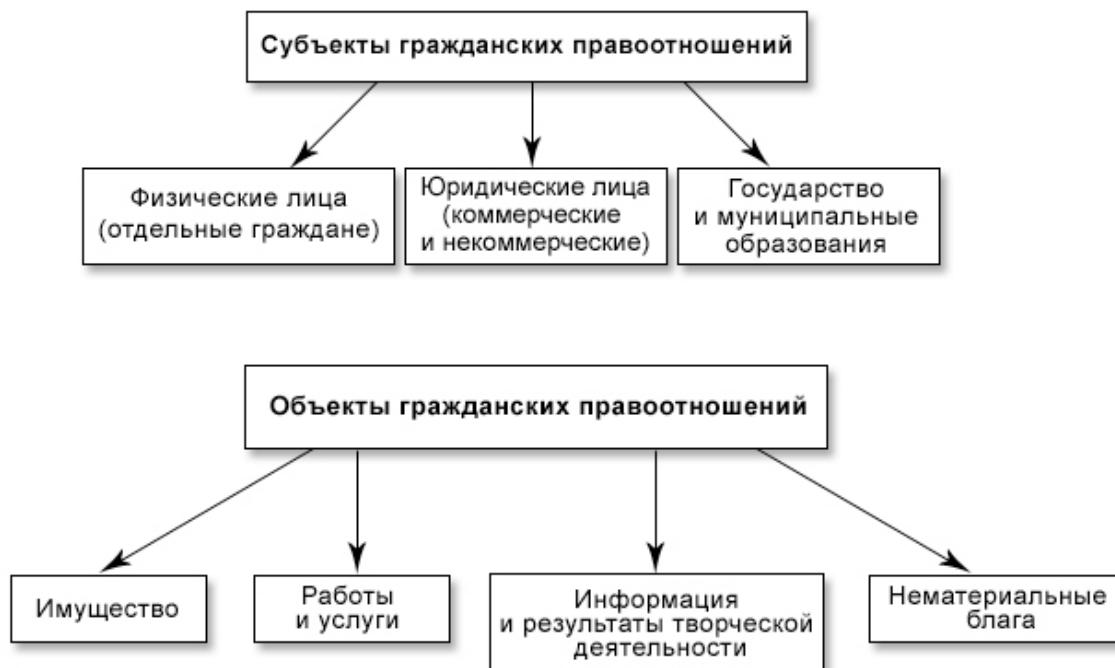 Субъекты гражданских правоотношений
Физические лица
(отдельные граждане)
Юридические лица
(коммерческие
и некоммерческие)
Государство
и муниципальные
образования
Объекты гражданских правоотношений
Имущество
Работы
и услуги
Информация
и результаты творческой
деятельности
Нематериальные
блага